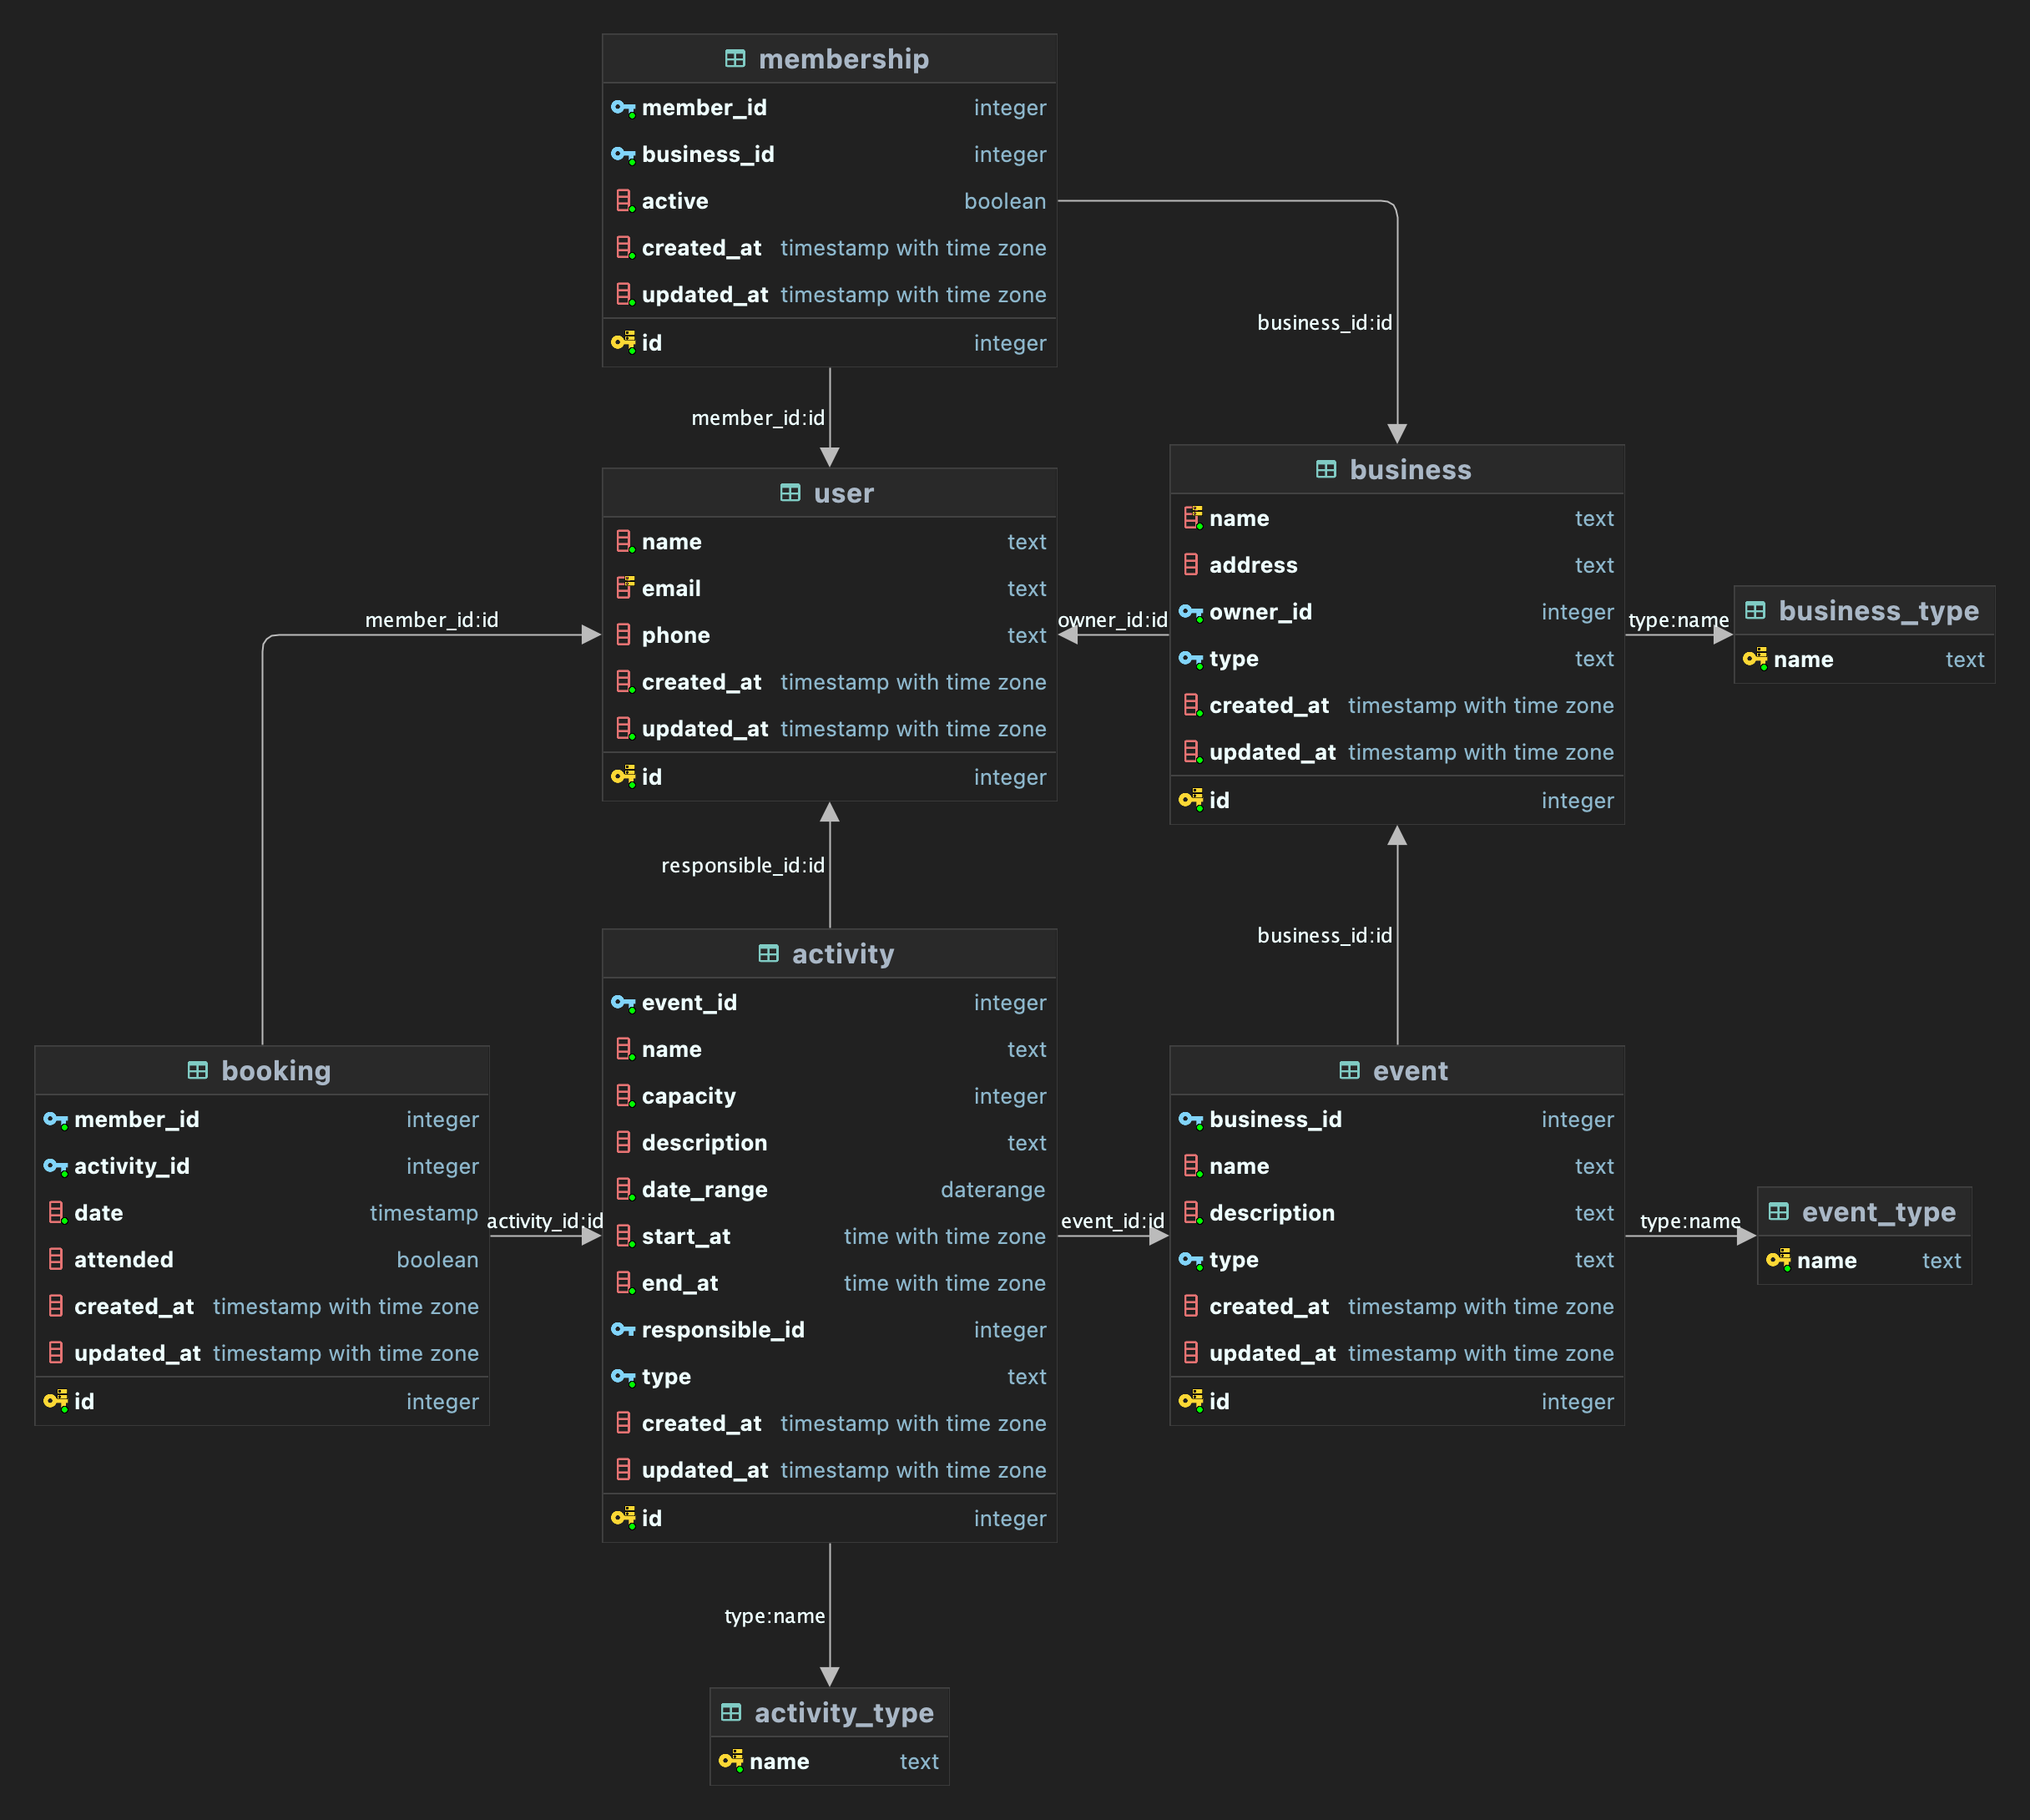 membership
member_id integer
business_id integer
active boolean
created_at timestamp with time zone
updated_at timestamp with time zone
id integer
business_id:id
member_id:id
user
name text
email text
phone text
created_at timestamp with time zone
updated_at timestamp with time zone
id integer
business
name text
address text
owner_id integer
type text
created_at timestamp with time zone
updated_at timestamp with time zone
id integer
member_id:id
owner_id:id
type:name
business_type
name text
responsible_id:id
business_id:id
activity
event_id integer
name text
capacity integer
description text
date_range daterange
start_at time with time zone
end_at time with time zone
responsible_id integer
type text
created_at timestamp with time zone
updated_at timestamp with time zone
id integer
booking
member_id integer
activity_id integer
date timestamp
attended boolean
created_at timestamp with time zone
updated_at timestamp with time zone
id integer
activity_id:id
event_id:id
event
business_id integer
name text
description text
type text
created_at timestamp with time zone
updated_at timestamp with time zone
id integer
type:name
event_type
name text
type:name
activity_type
name text